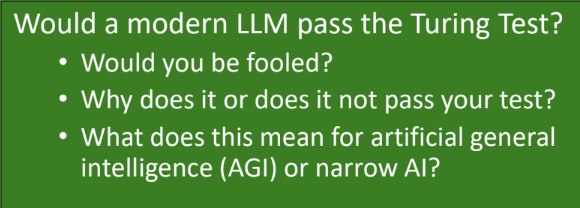 Would a modern LLM pass the Turing Test?
• Would you be fooled?
• Why does it or does it not pass your test?
• What does this mean for artificial general
intelligence (AGI) or narrow AI?